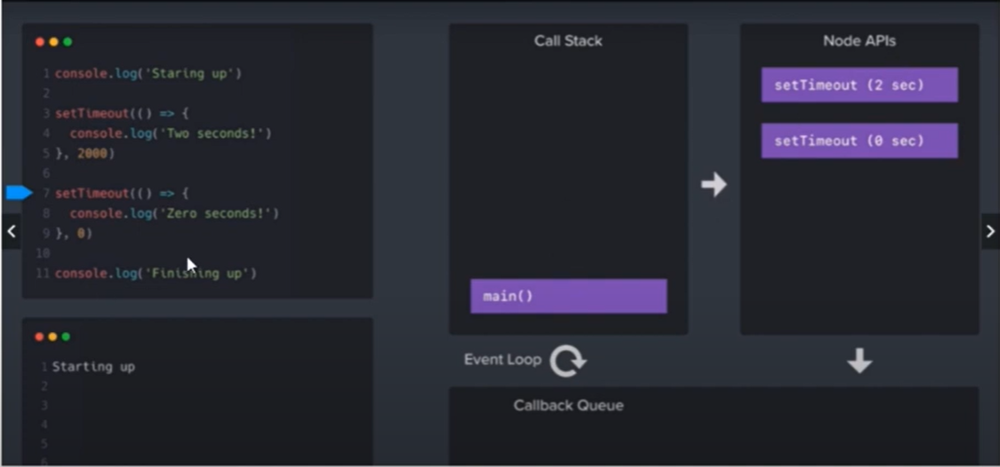 1 console.log('Staring up')
2
3 setTimeout(() => {
4 console.log('Two seconds!')
5 }, 2000)
6
7 setTimeout(() => {
8 console.log('Zero seconds!')
9 }, 0)
10
11 console.log('Finishing up')
1 Starting up
2
3
4
5
6
Call Stack
main()
Node APIs
setTimeout (2 sec)
setTimeout (0 sec)
Event Loop
Callback Queue